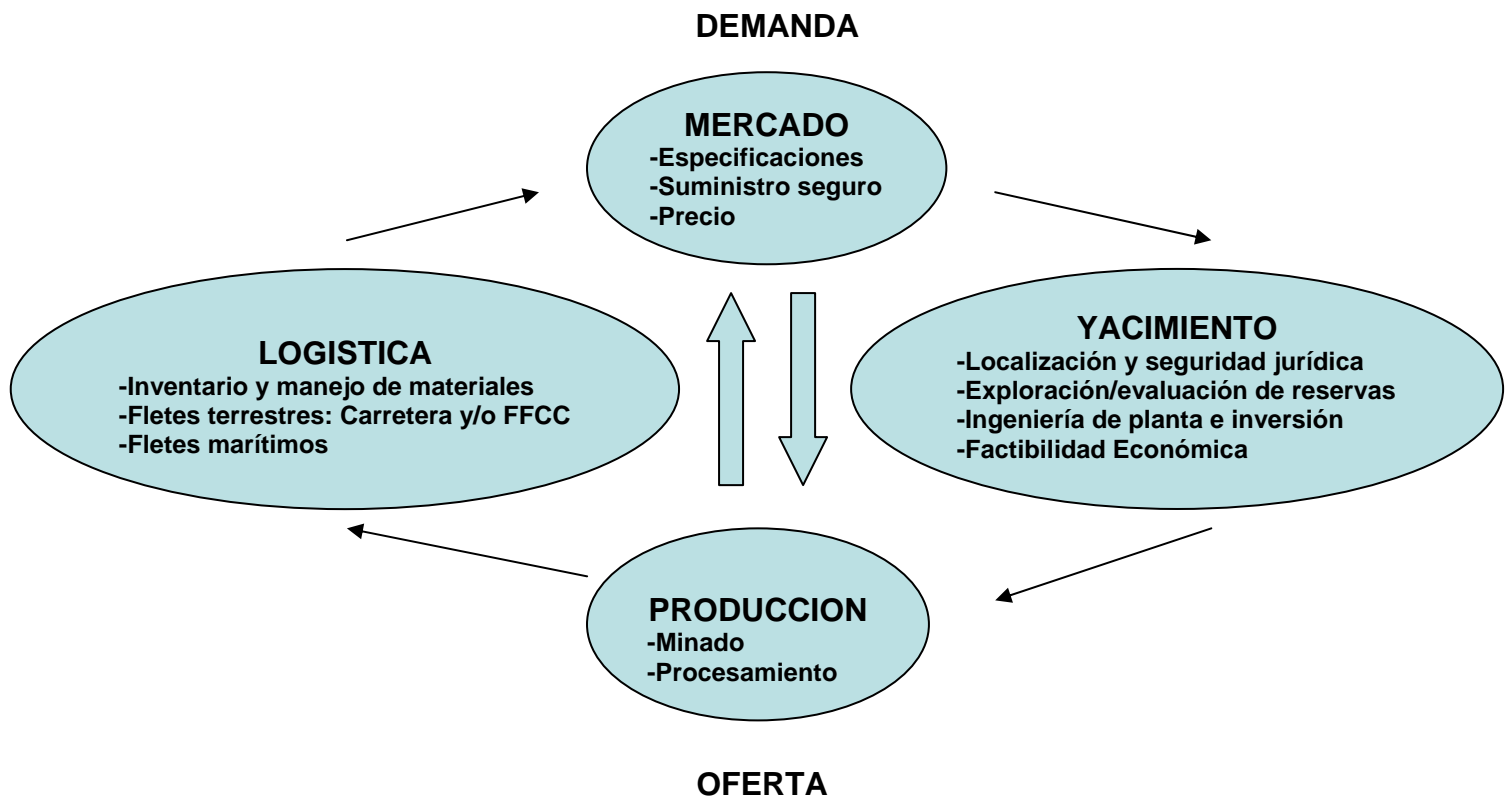 DEMANDA
MERCADO
-Especificaciones
-Suministro seguro
-Precio
LOGISTICA
-Inventario y manejo de materiales
-Fletes terrestres: Carretera y/o FFCC
-Fletes marítimos
YACIMIENTO
-Localización y seguridad jurídica
-Exploración/evaluación de reservas
-Ingeniería de planta e inversión
-Factibilidad Económica
PRODUCCION
-Minado
-Procesamiento
OFERTA